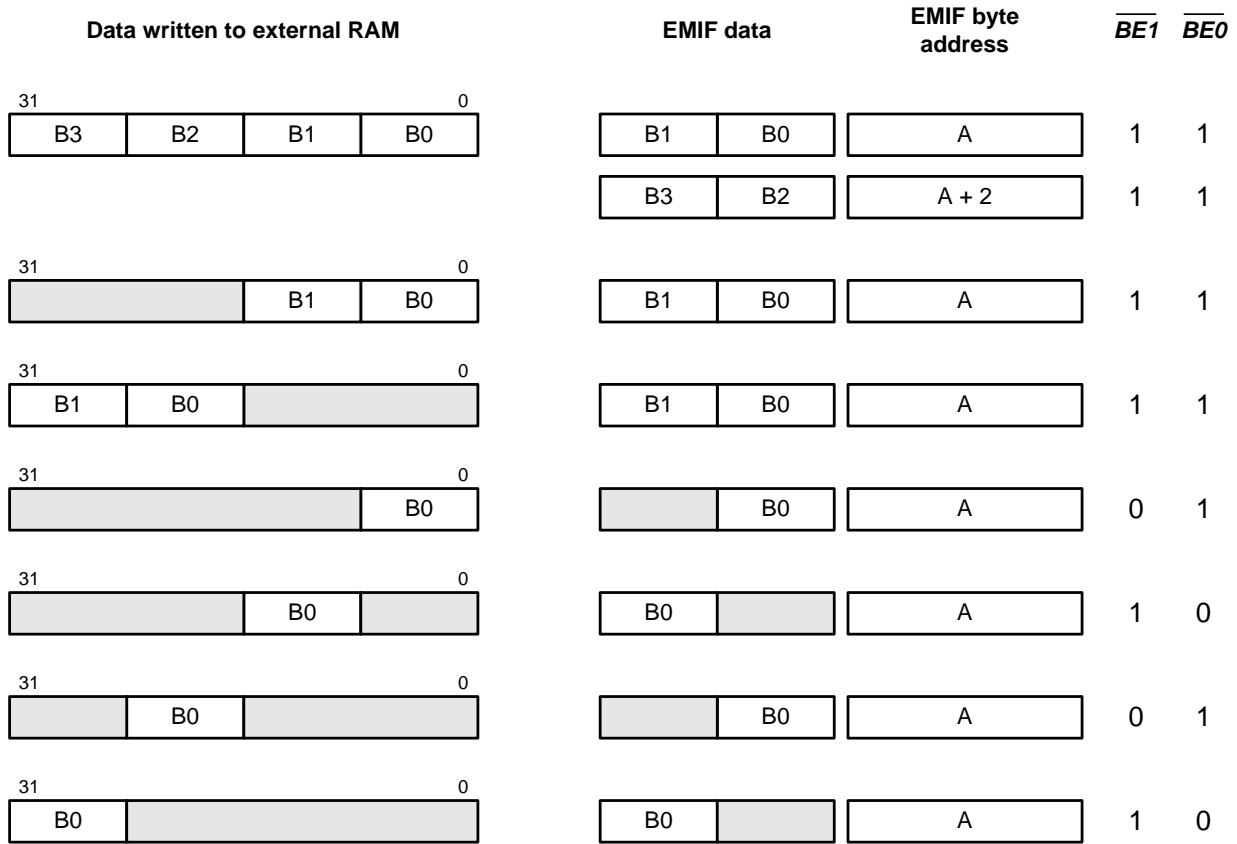 Data written to external RAM EMIF data EMIF byte address BE1 BE0
31 0
B3 B2 B1 B0 B1 B0 A 1 1
B3 B2 A + 2 1 1
31 0
B1 B0 B1 B0 A 1 1
31 0
B1 B0 B1 B0 A 1 1
31 0
B0 B0 A 0 1
31 0
B0 B0 A 1 0
31 0
B0 B0 A 0 1
31 0
B0 B0 A 1 0